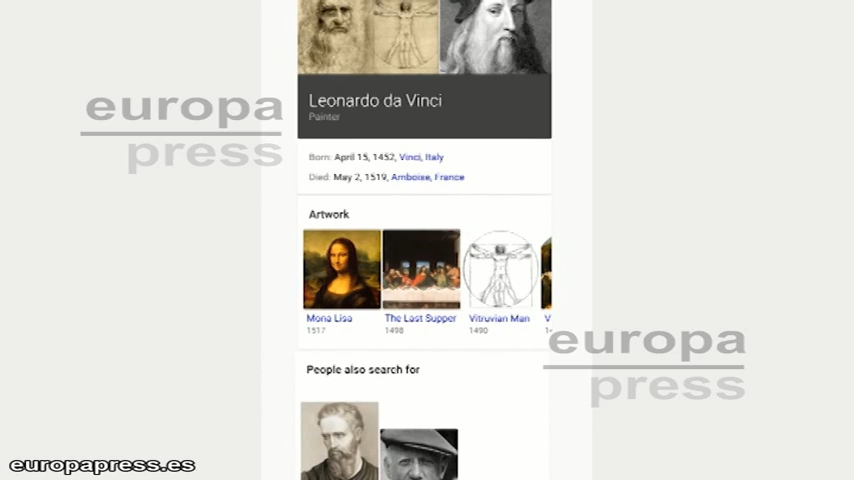 europa
press
Leonardo da Vinci
Painter
Born: April 15, 1452, Vinci, Italy
Died: May 2, 1519, Amboise, France
Artwork
Mona Lisa
The Last Supper
Vitruvian Man
V
1517
1498
1490
14
europa
press
People also search for
europapress.es